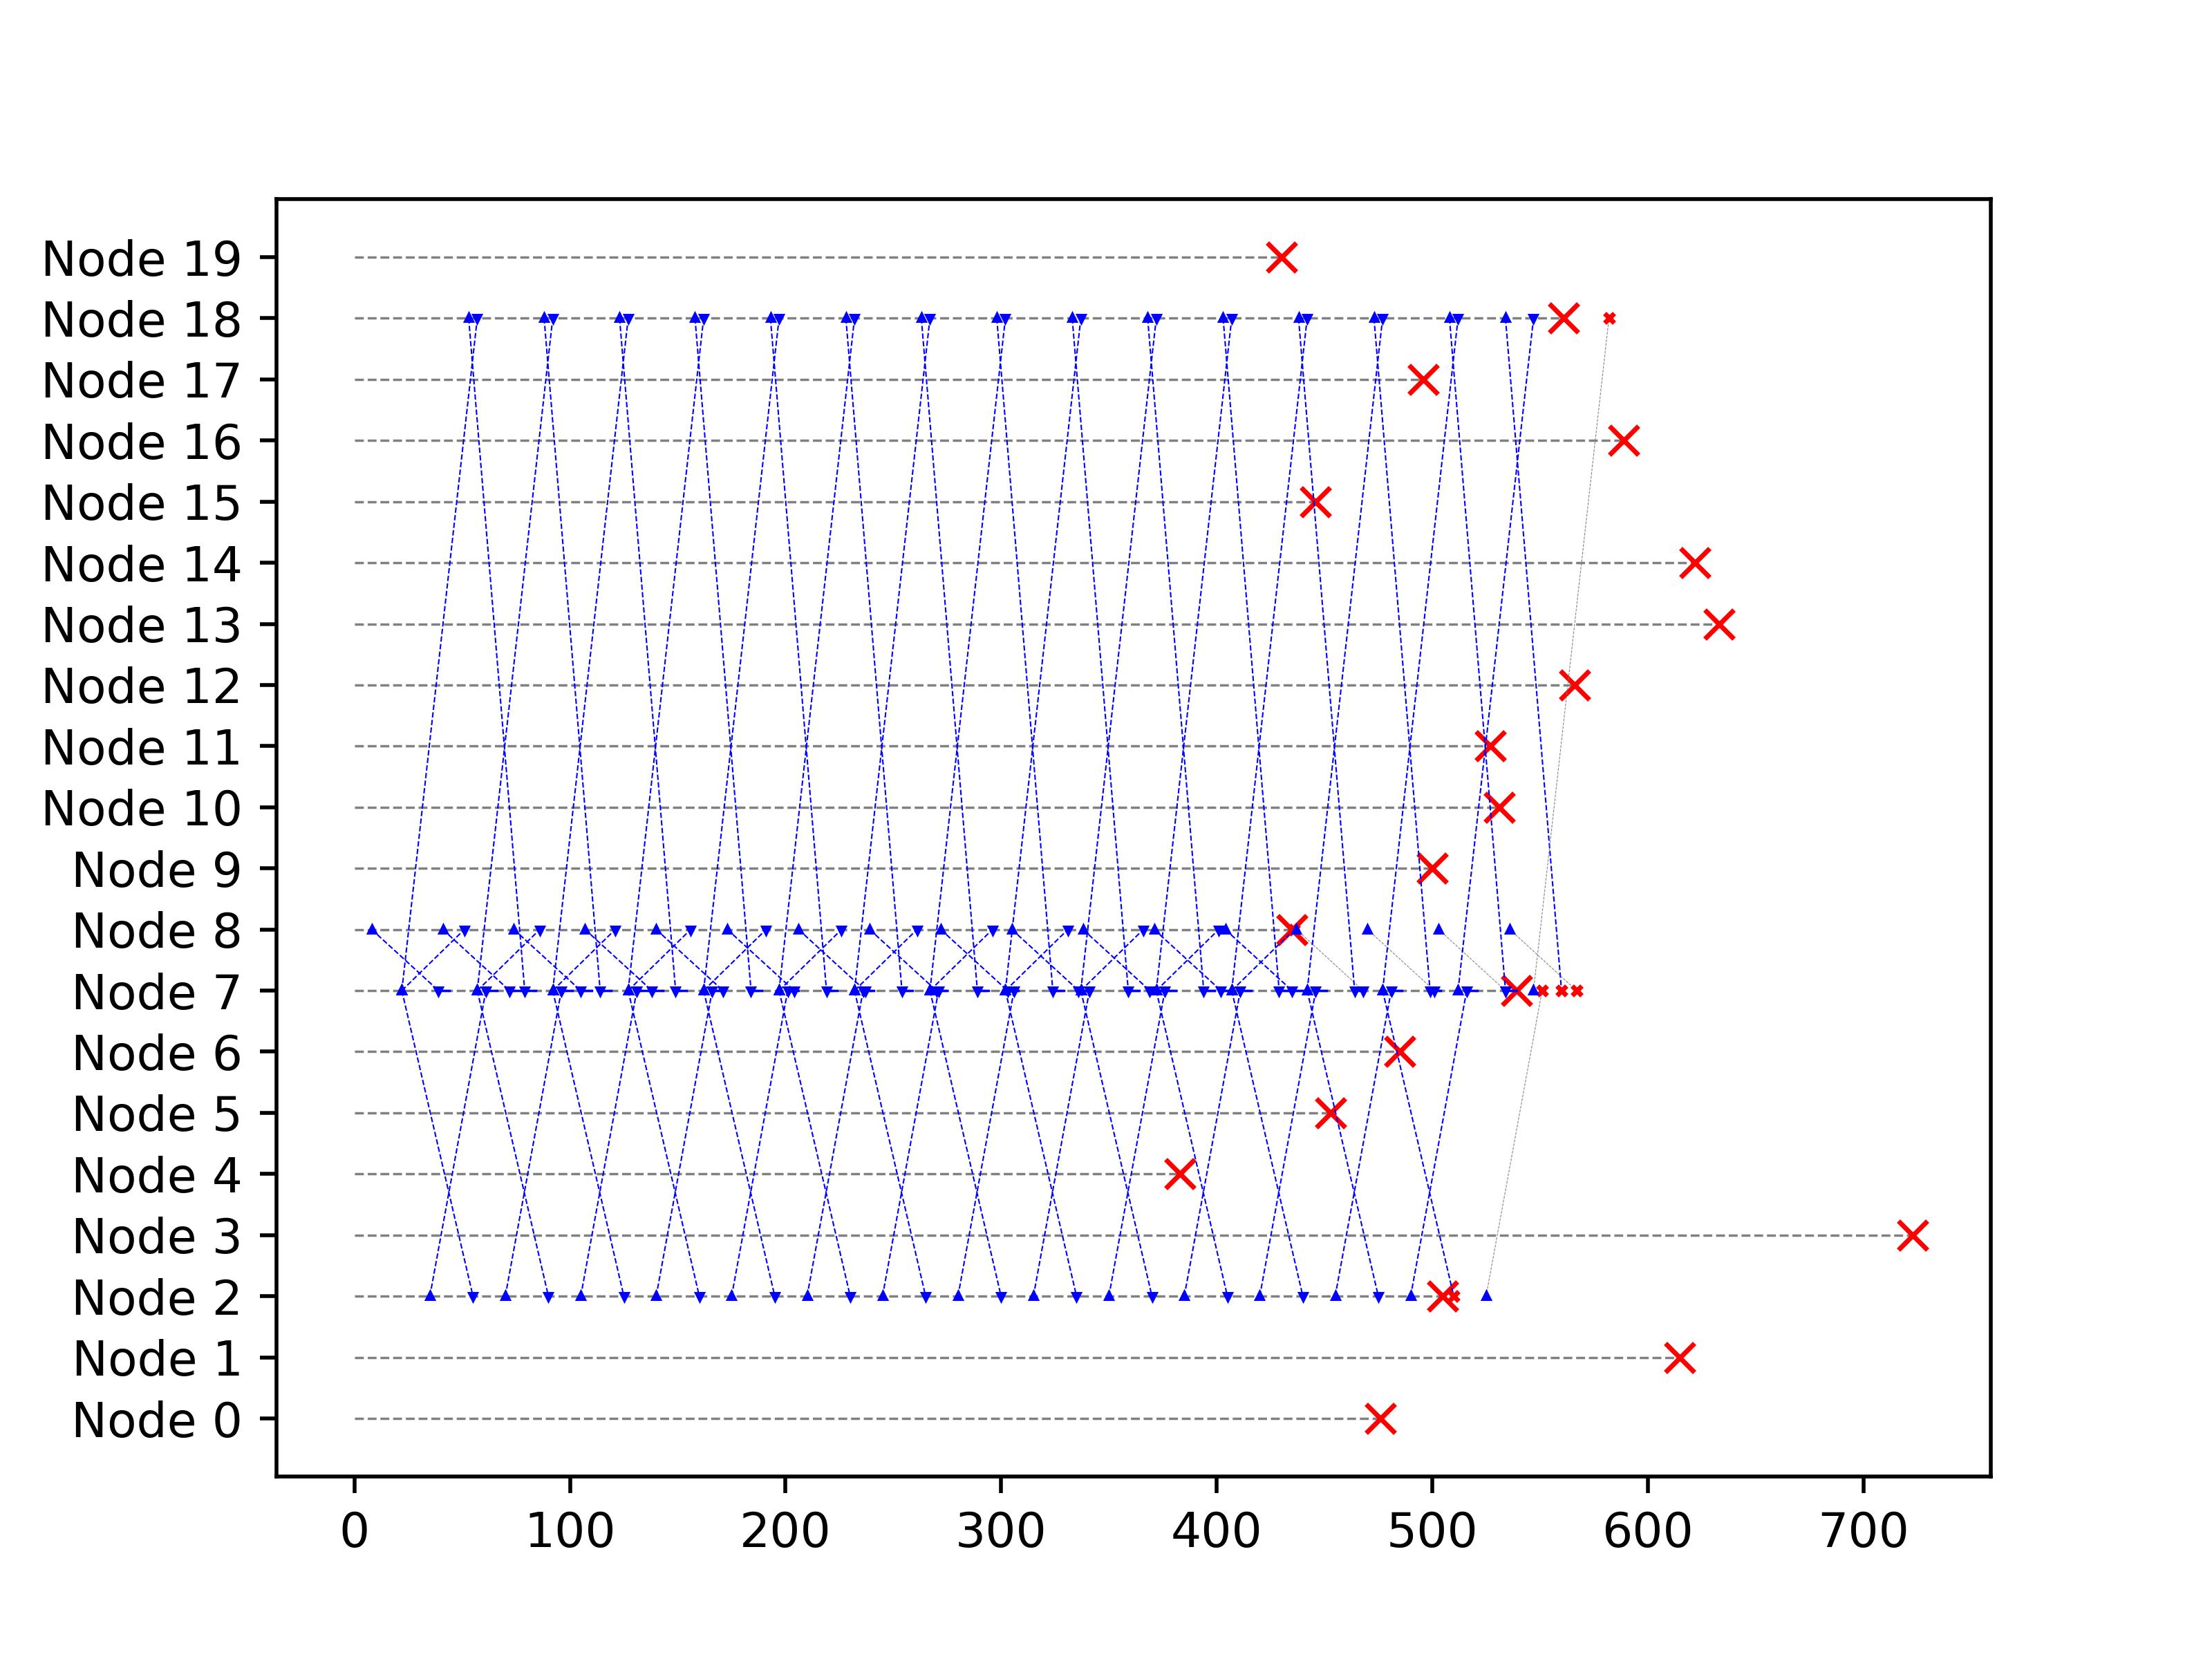 Node 19
Node 18
Node 17
Node 16
Node 15
Node 14
Node 13
Node 12
Node 11
Node 10
Node 9
Node 8
Node 7
Node 6
Node 5
Node 4
Node 3
Node 2
Node 1
Node 0
0 100 200 300 400 500 600 700